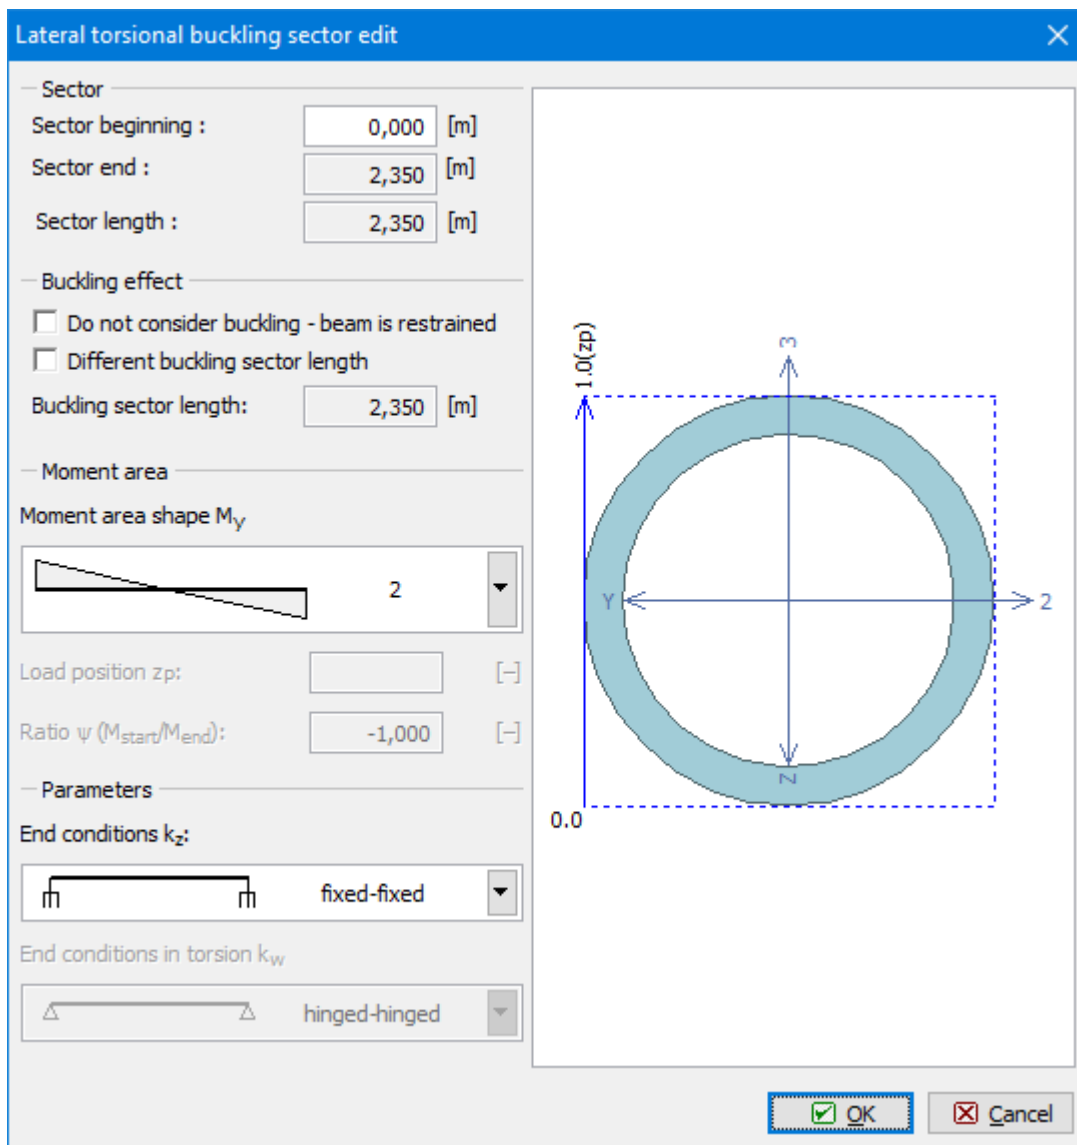 Lateral torsional buckling sector edit
Sector
Sector beginning : 0,000 [m]
Sector end : 2,350 [m]
Sector length : 2,350 [m]
Buckling effect
Do not consider buckling - beam is restrained
Different buckling sector length
Buckling sector length: 2,350 [m]
Moment area
Moment area shape My
2
Load position zp: [-]
Ratio ψ (Mstart/Mend): -1,000 [-]
Parameters
End conditions kz:
fixed-fixed
End conditions in torsion kw
hinged-hinged
1.0(zp)
3
Y
2
Z
0.0
OK
Cancel